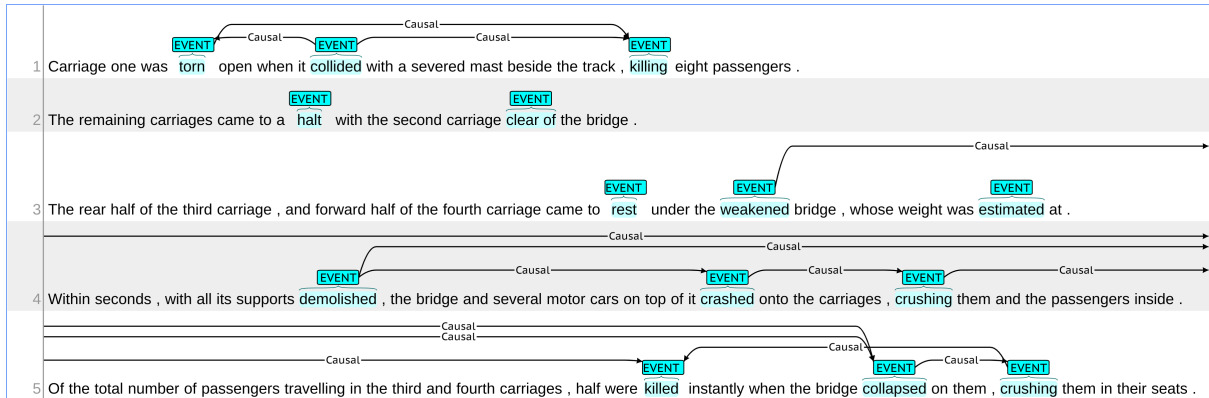 Causal
EVENT Causal EVENT Causal EVENT
1 Carriage one was torn open when it collided with a severed mast beside the track , killing eight passengers .
EVENT EVENT
2 The remaining carriages came to a halt with the second carriage clear of the bridge .
Causal
EVENT EVENT EVENT
3 The rear half of the third carriage , and forward half of the fourth carriage came to rest under the weakened bridge , whose weight was estimated at .
Causal
Causal
EVENT Causal EVENT Causal EVENT Causal
4 Within seconds , with all its supports demolished , the bridge and several motor cars on top of it crashed onto the carriages , crushing them and the passengers inside .
Causal
Causal
Causal
Causal EVENT EVENT Causal EVENT
5 Of the total number of passengers travelling in the third and fourth carriages , half were killed instantly when the bridge collapsed on them , crushing them in their seats .